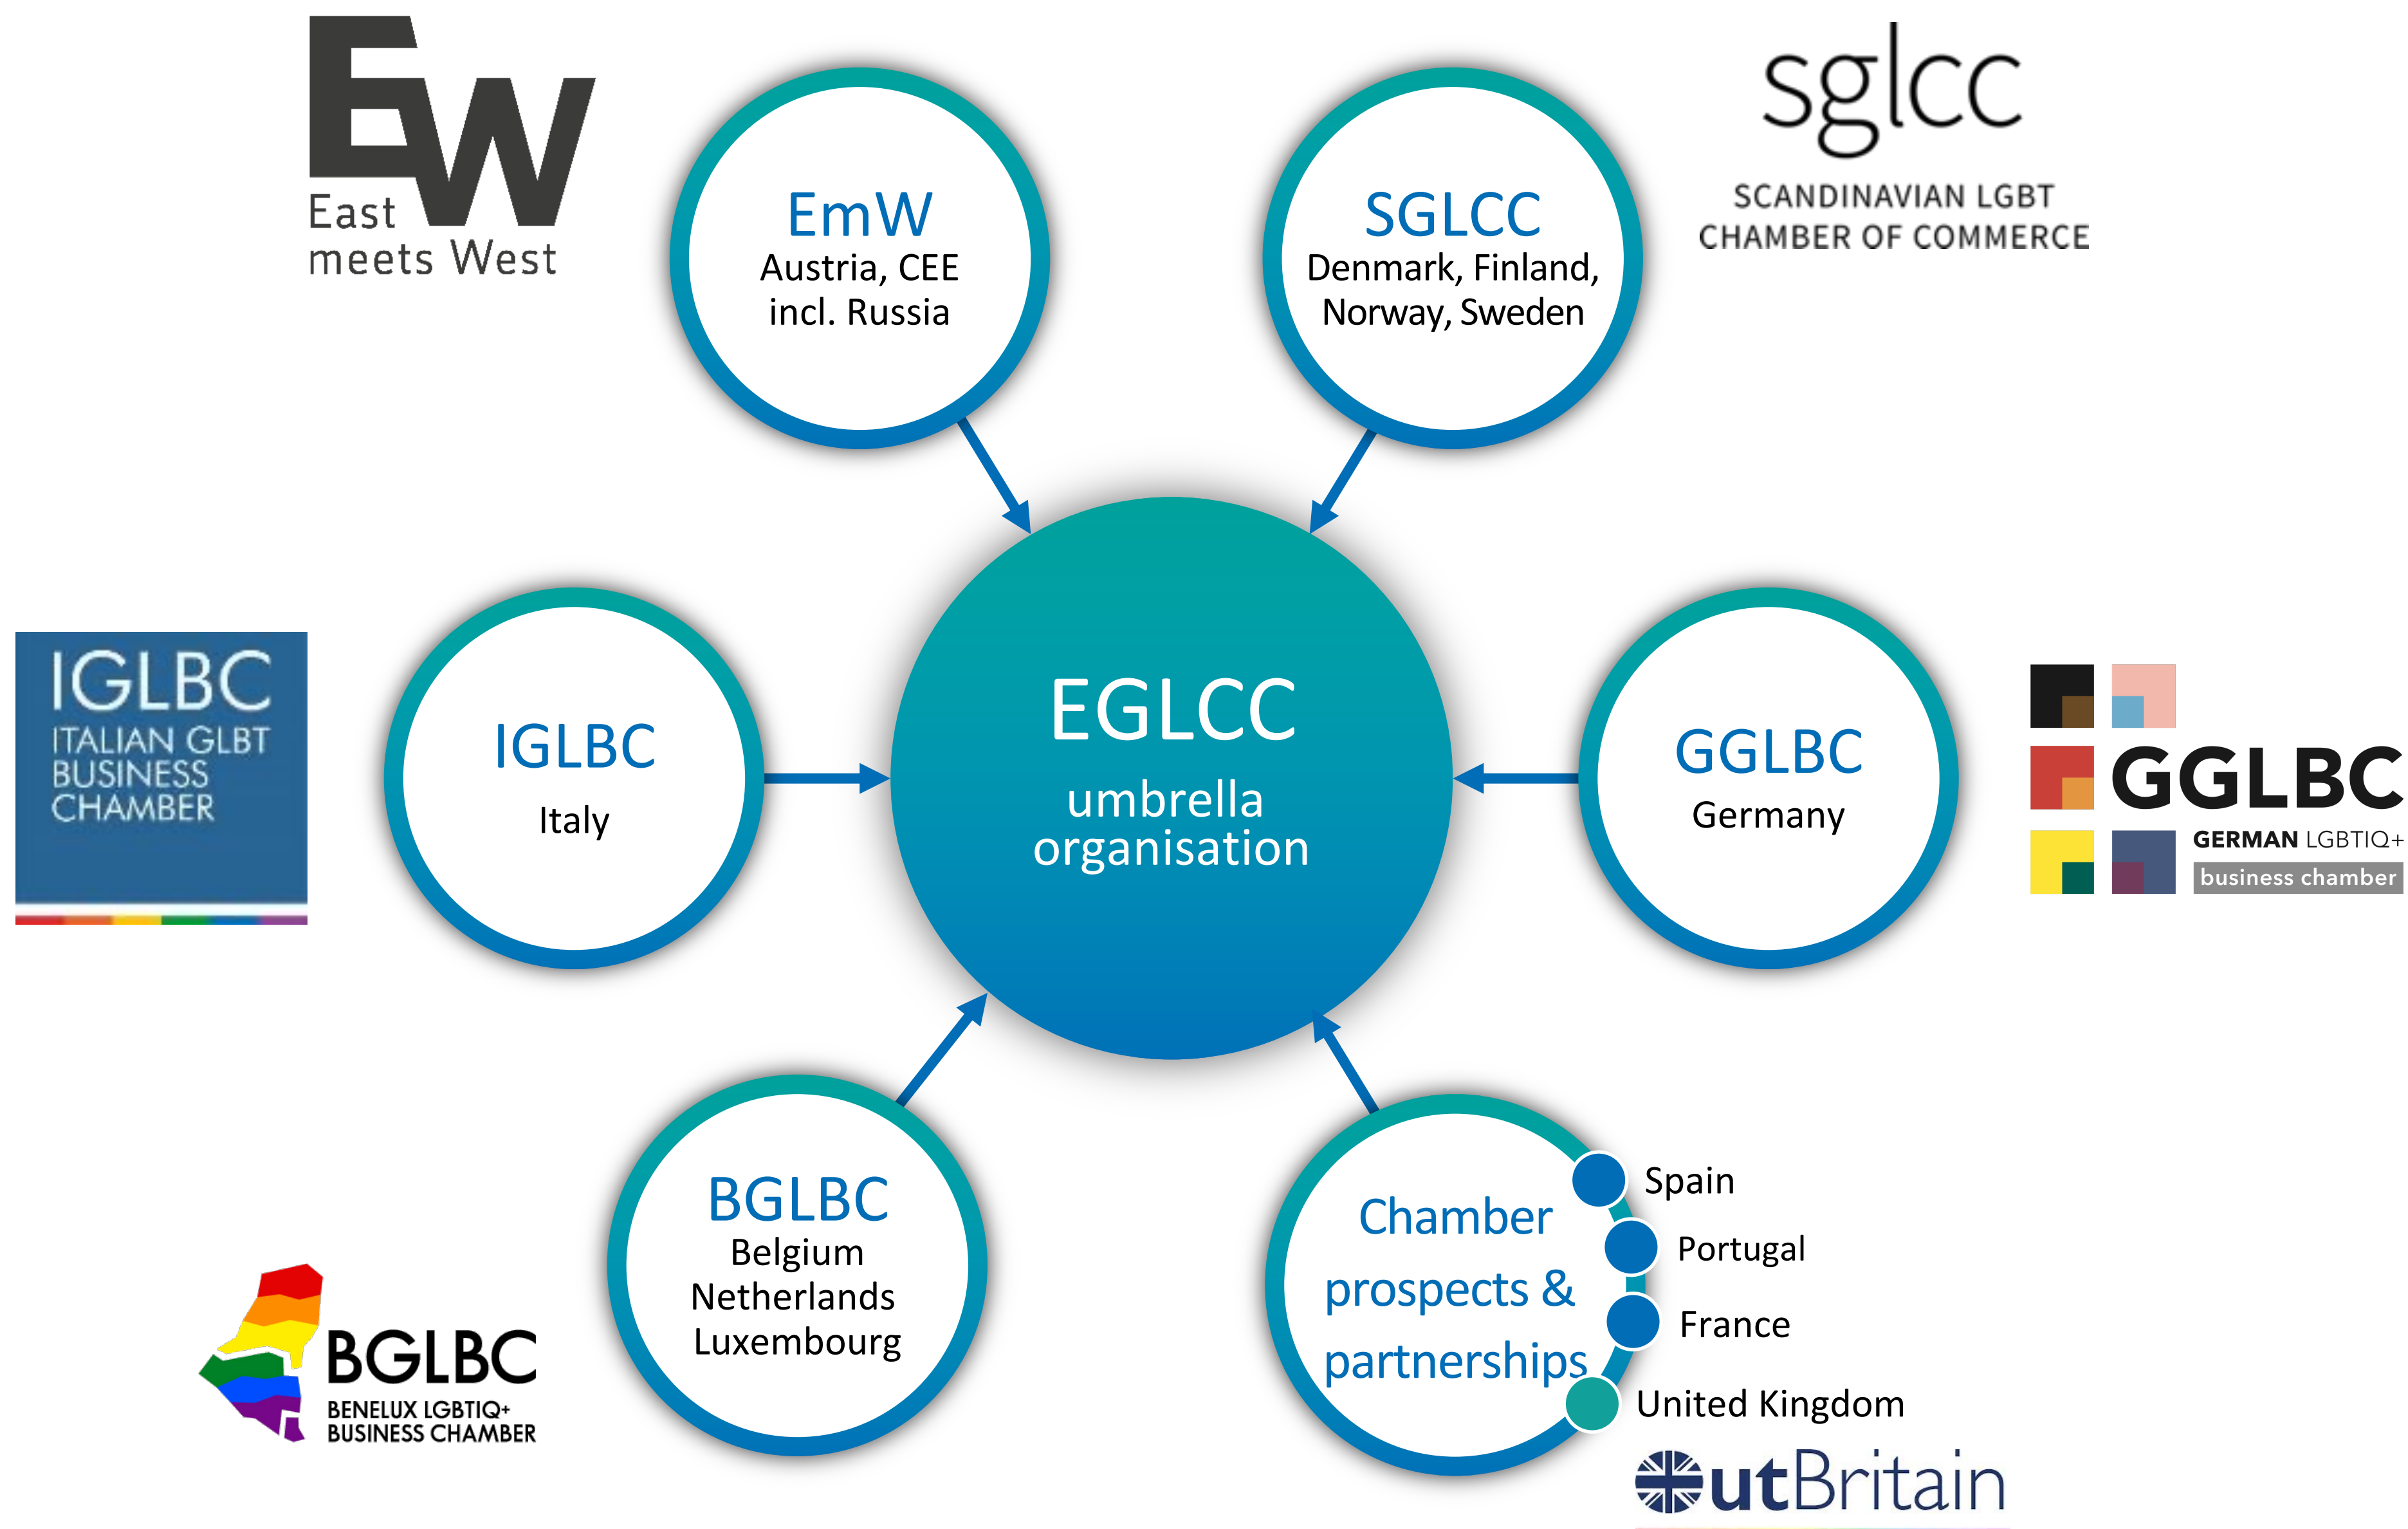 EW
East
meets West
EmW
Austria, CEE
incl. Russia
SGLCC
Denmark, Finland,
Norway, Sweden
sglcc
SCANDINAVIAN LGBT
CHAMBER OF COMMERCE
IGLBC
ITALIAN GLBT
BUSINESS
CHAMBER
IGLBC
Italy
EGLCC
umbrella
organisation
GGLBC
Germany
GGLBC
GERMAN LGBTIQ+
business chamber
BGLBC
BENELUX LGBTIQ+
BUSINESS CHAMBER
BGLBC
Belgium
Netherlands
Luxembourg
Chamber
prospects &
partnerships
Spain
Portugal
France
United Kingdom
OutBritain